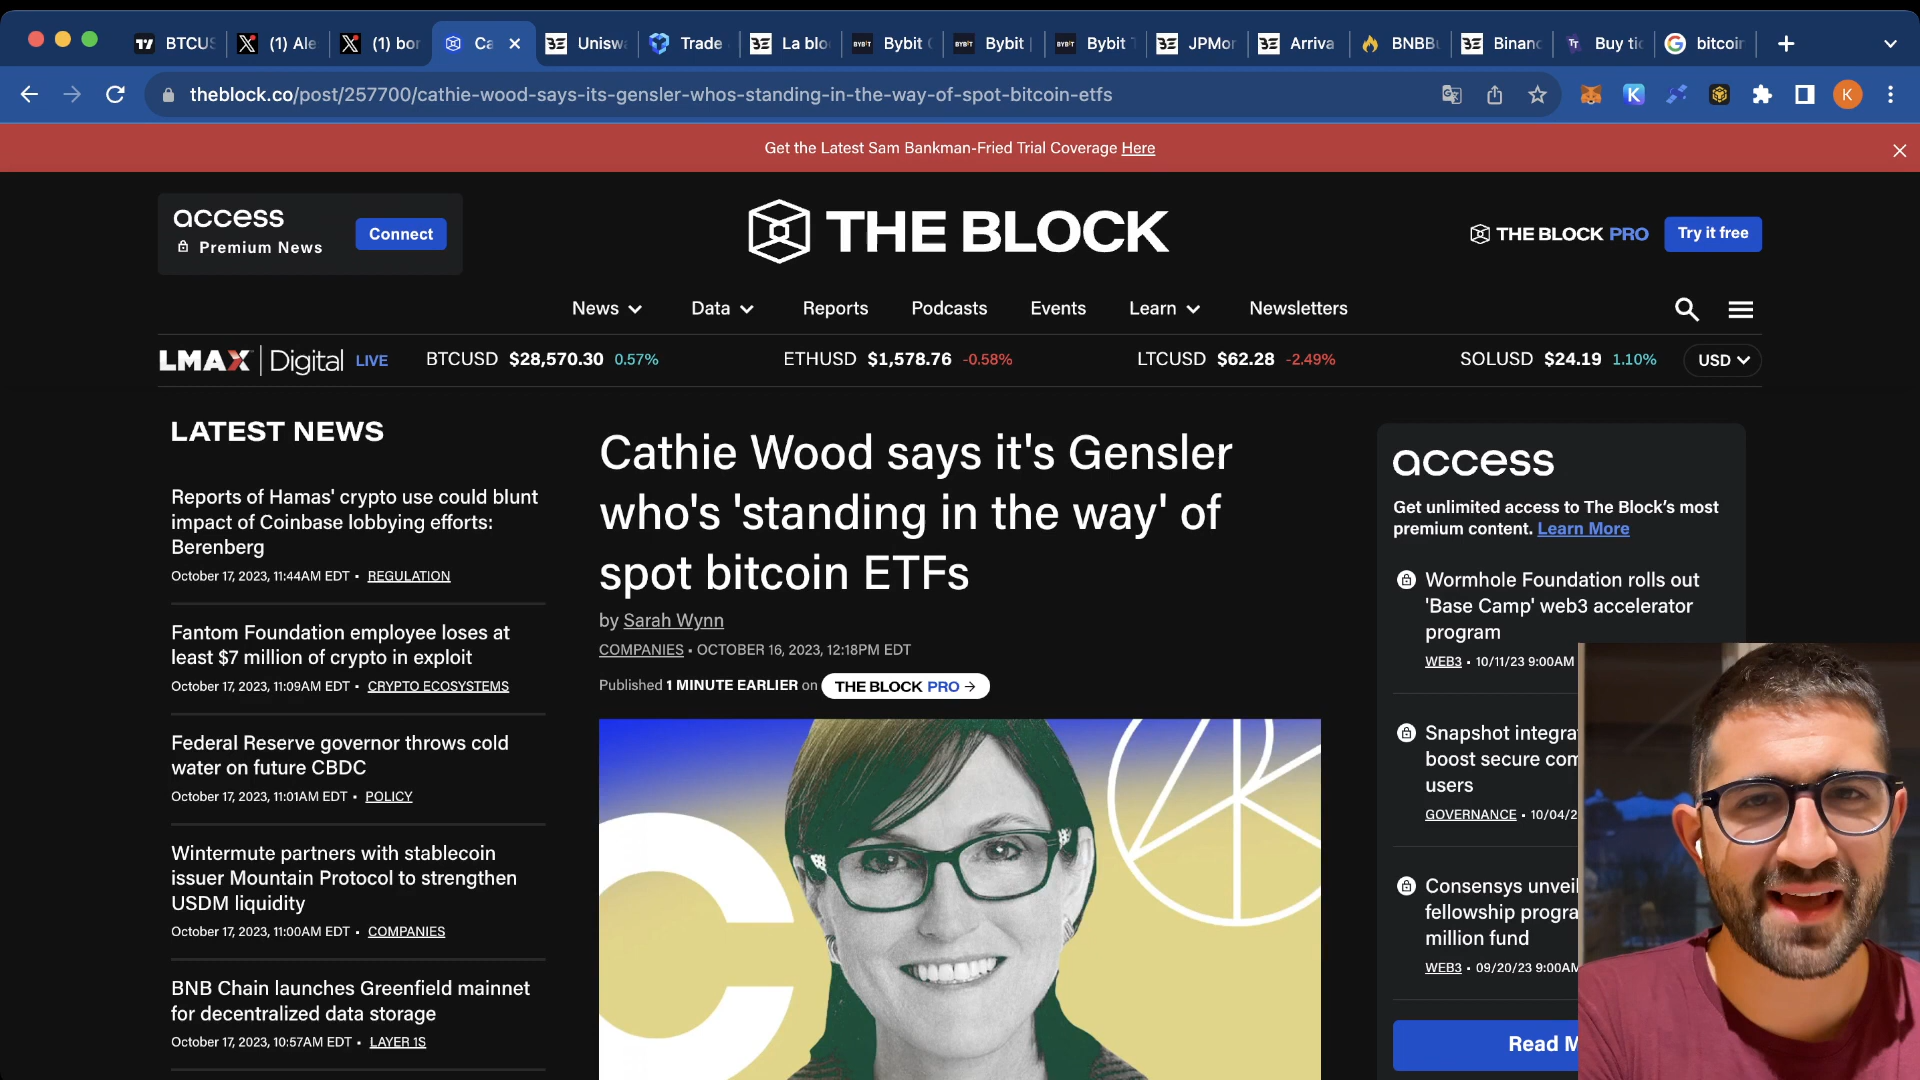 BTCUS
(1) Ale
(1) bor
Ca
Unisw
Trade
La blo
BYBIT
Bybit
BYBIT
Bybit
BYBIT
Bybit
JPMor
Arriva
BNBB
Binanc
Buy tic
bitcoin
theblock.co/post/257700/cathie-wood-says-its-gensler-whos-standing-in-the-way-of-spot-bitcoin-etfs
K
Get the Latest Sam Bankman-Fried Trial Coverage Here
access
Premium News
Connect
THE BLOCK
THE BLOCK PRO
Try it free
News
Data
Reports
Podcasts
Events
Learn
Newsletters
LMAX Digital LIVE
BTCUSD $28,570.30 0.57%
ETHUSD $1,578.76 -0.58%
LTCUSD $62.28 -2.49%
SOLUSD $24.19 1.10%
USD
LATEST NEWS
Reports of Hamas' crypto use could blunt
impact of Coinbase lobbying efforts:
Berenberg
October 17, 2023, 11:44AM EDT • REGULATION
Fantom Foundation employee loses at
least $7 million of crypto in exploit
October 17, 2023, 11:09AM EDT • CRYPTO ECOSYSTEMS
Federal Reserve governor throws cold
water on future CBDC
October 17, 2023, 11:01AM EDT • POLICY
Wintermute partners with stablecoin
issuer Mountain Protocol to strengthen
USDM liquidity
October 17, 2023, 11:00AM EDT • COMPANIES
BNB Chain launches Greenfield mainnet
for decentralized data storage
October 17, 2023, 10:57AM EDT • LAYER 1S
Cathie Wood says it's Gensler
who's 'standing in the way' of
spot bitcoin ETFs
by Sarah Wynn
COMPANIES • OCTOBER 16, 2023, 12:18PM EDT
Published 1 MINUTE EARLIER on THE BLOCK PRO →
access
Get unlimited access to The Block's most
premium content. Learn More
Wormhole Foundation rolls out
'Base Camp' web3 accelerator
program
WEB3 • 10/11/23 9:00AM
Snapshot integra
boost secure com
users
GOVERNANCE • 10/04/2
Consensys unveil
fellowship progra
million fund
WEB3 • 09/20/23 9:00AM
Read M